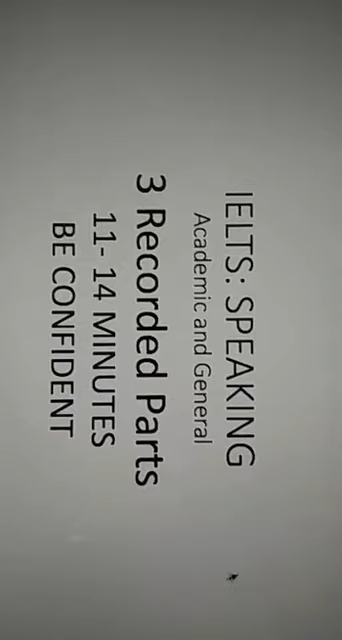 IELTS: SPEAKING
Academic and General
3 Recorded Parts
11- 14 MINUTES
BE CONFIDENT